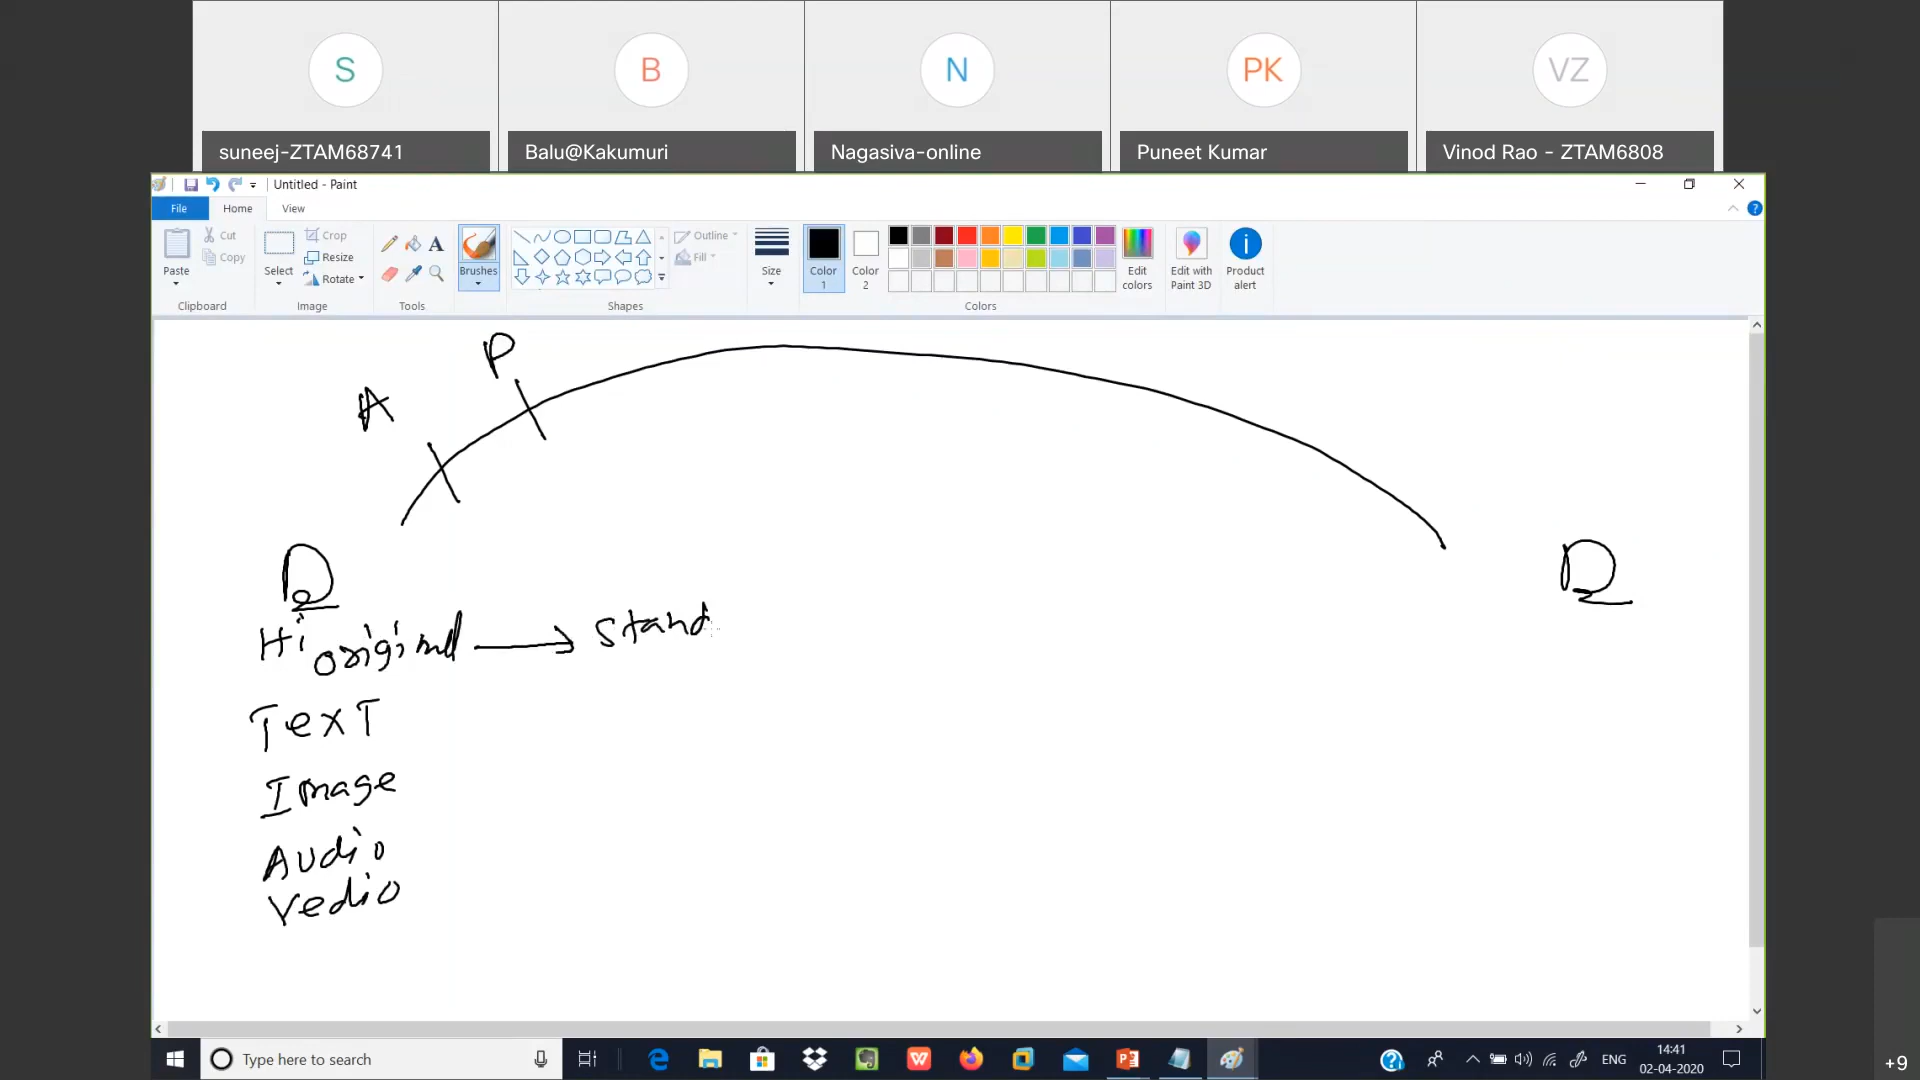 S B N PK VZ
suneej-ZTAM68741 Balu@Kakumuri Nagasiva-online Puneet Kumar Vinod Rao - ZTAM6808
Untitled - Paint
File Home View
Cut Crop Outline
Copy Resize Fill
Rotate
Paste Select Brushes Size Color 1 Color 2 Edit colors Edit with Paint 3D Product alert
Clipboard Image Tools Shapes Colors
P
A
D D
Hi original → Stand
Text
Image
Audio
Vedio
Type here to search
ENG 14:41
02-04-2020
+9